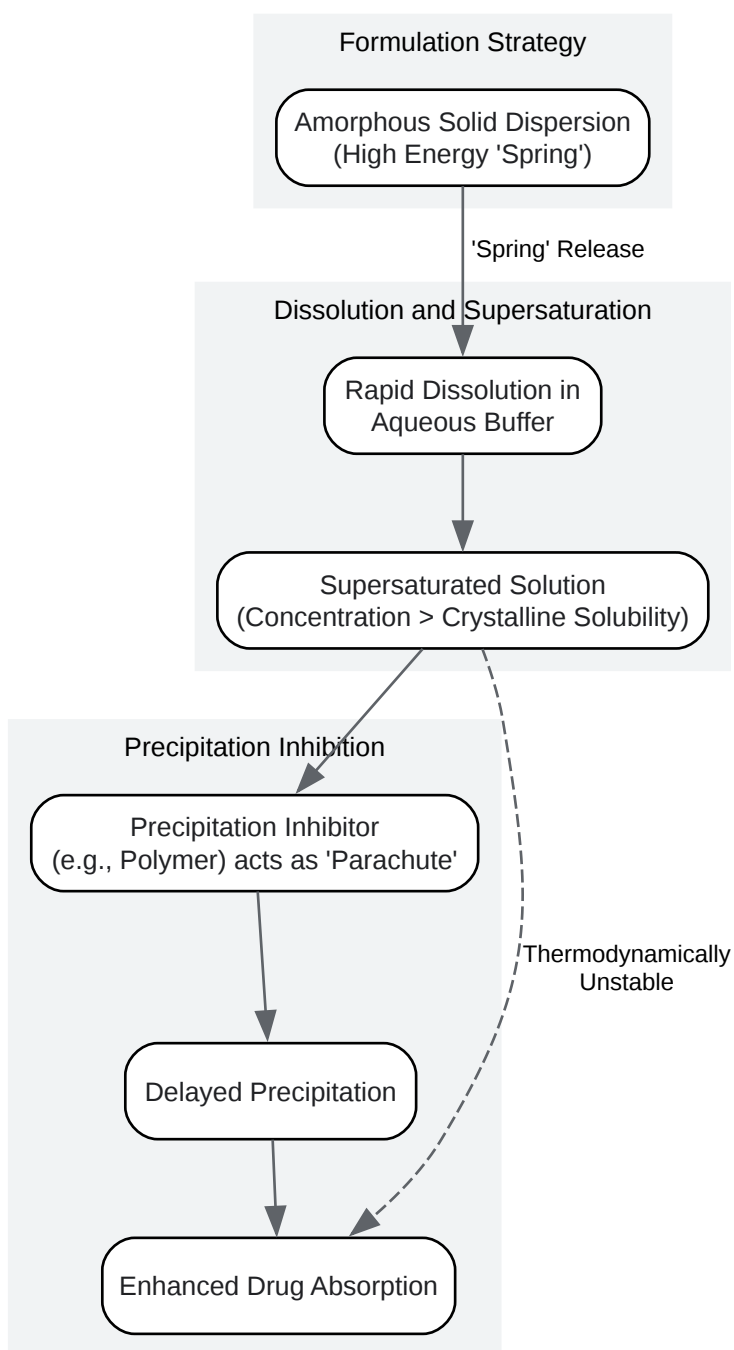 Formulation Strategy
Amorphous Solid Dispersion
(High Energy 'Spring')
'Spring' Release
Dissolution and Supersaturation
Rapid Dissolution in
Aqueous Buffer
Supersaturated Solution
(Concentration > Crystalline Solubility)
Precipitation Inhibition
Precipitation Inhibitor
(e.g., Polymer) acts as 'Parachute'
Thermodynamically
Unstable
Delayed Precipitation
Enhanced Drug Absorption